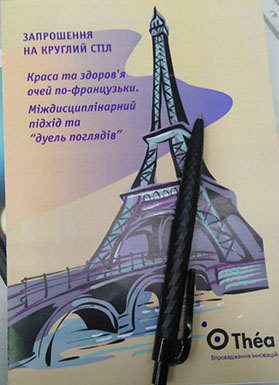 ЗАПРОШЕННЯ
НА КРУГЛИЙ СТІЛ
Краса та здоров'я
очей по-французьки.
Міждисциплінарний
підхід та
“дуель поглядів”
Théa
Впровадження інновацій